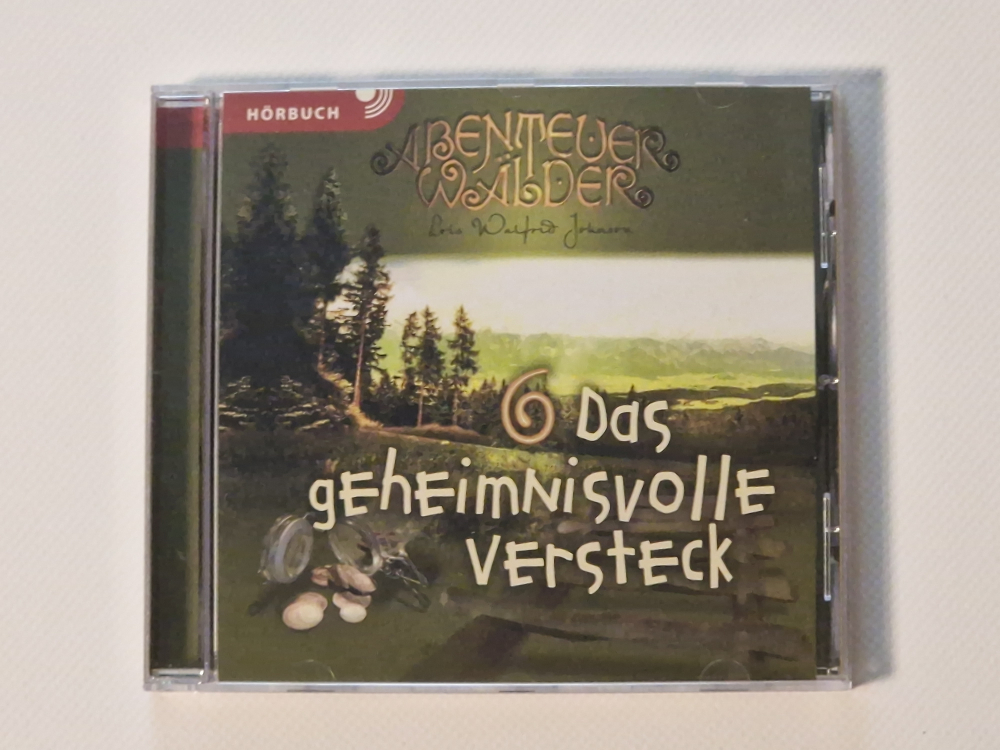 HÖRBUCH
ABENTEUER
WÄLDER
Lois Walfrid Johnson
6 Das
geheimnisvolle
Versteck